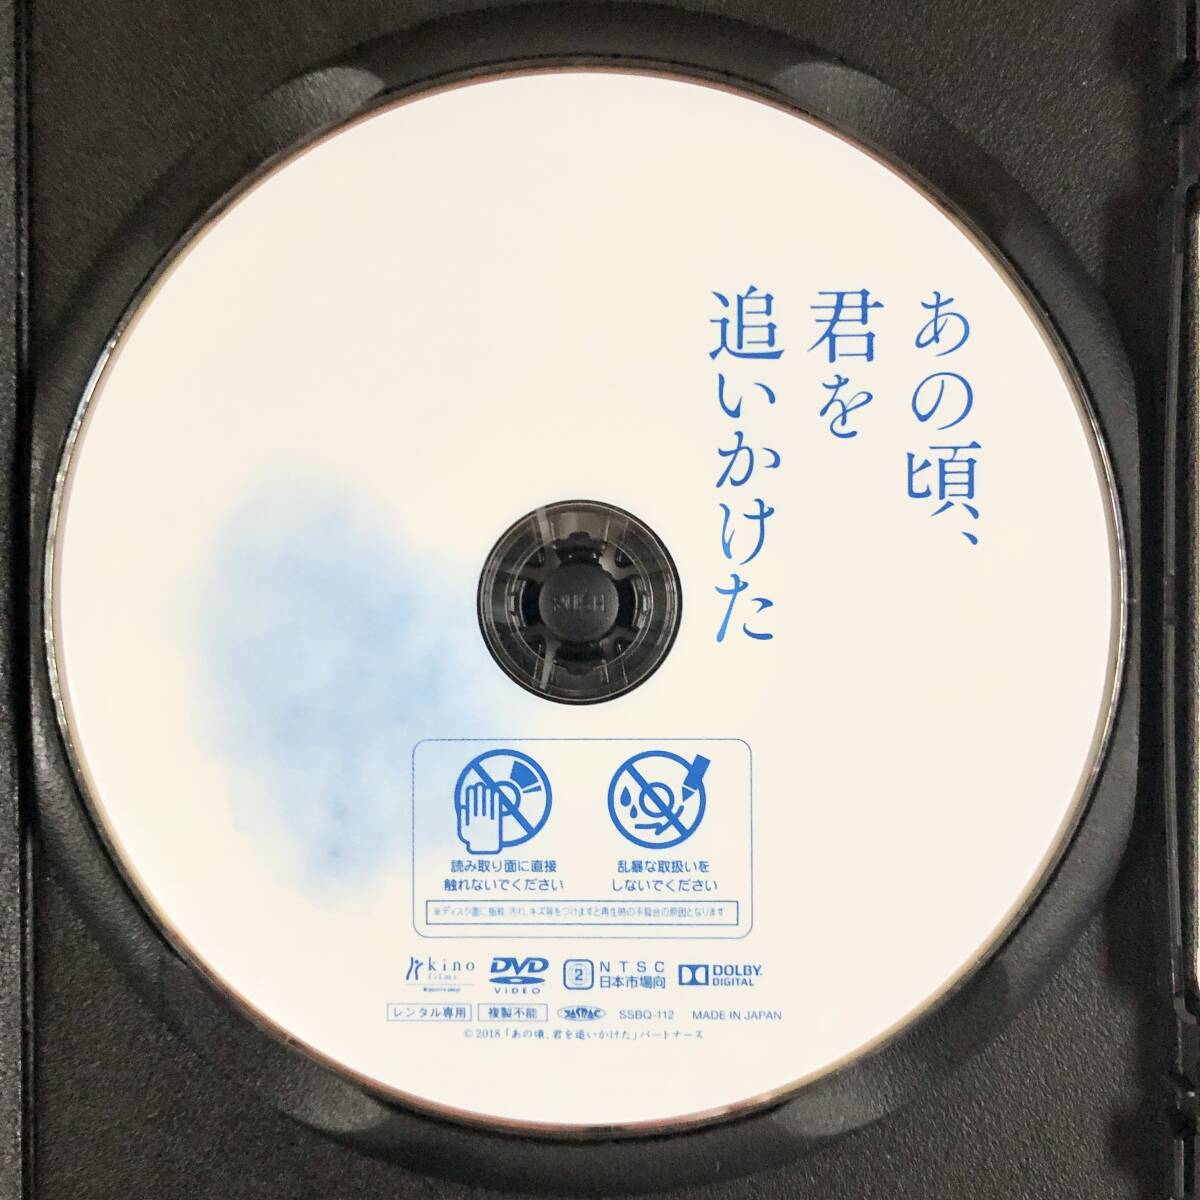 あの頃、
君を
追いかけた
読み取り面に直接
触れないでください
乱暴な取扱いを
しないでください
※ディスク面に指紋、汚れ、キズ等をつけますと再生時の不具合の原因となります
kino
films
DVD
VIDEO
2
NTSC
日本市場向
DOLBY
DIGITAL
レンタル専用
複製不能
JASRAC
SSBQ-112
MADE IN JAPAN
©2018「あの頃、君を追いかけた」パートナーズ